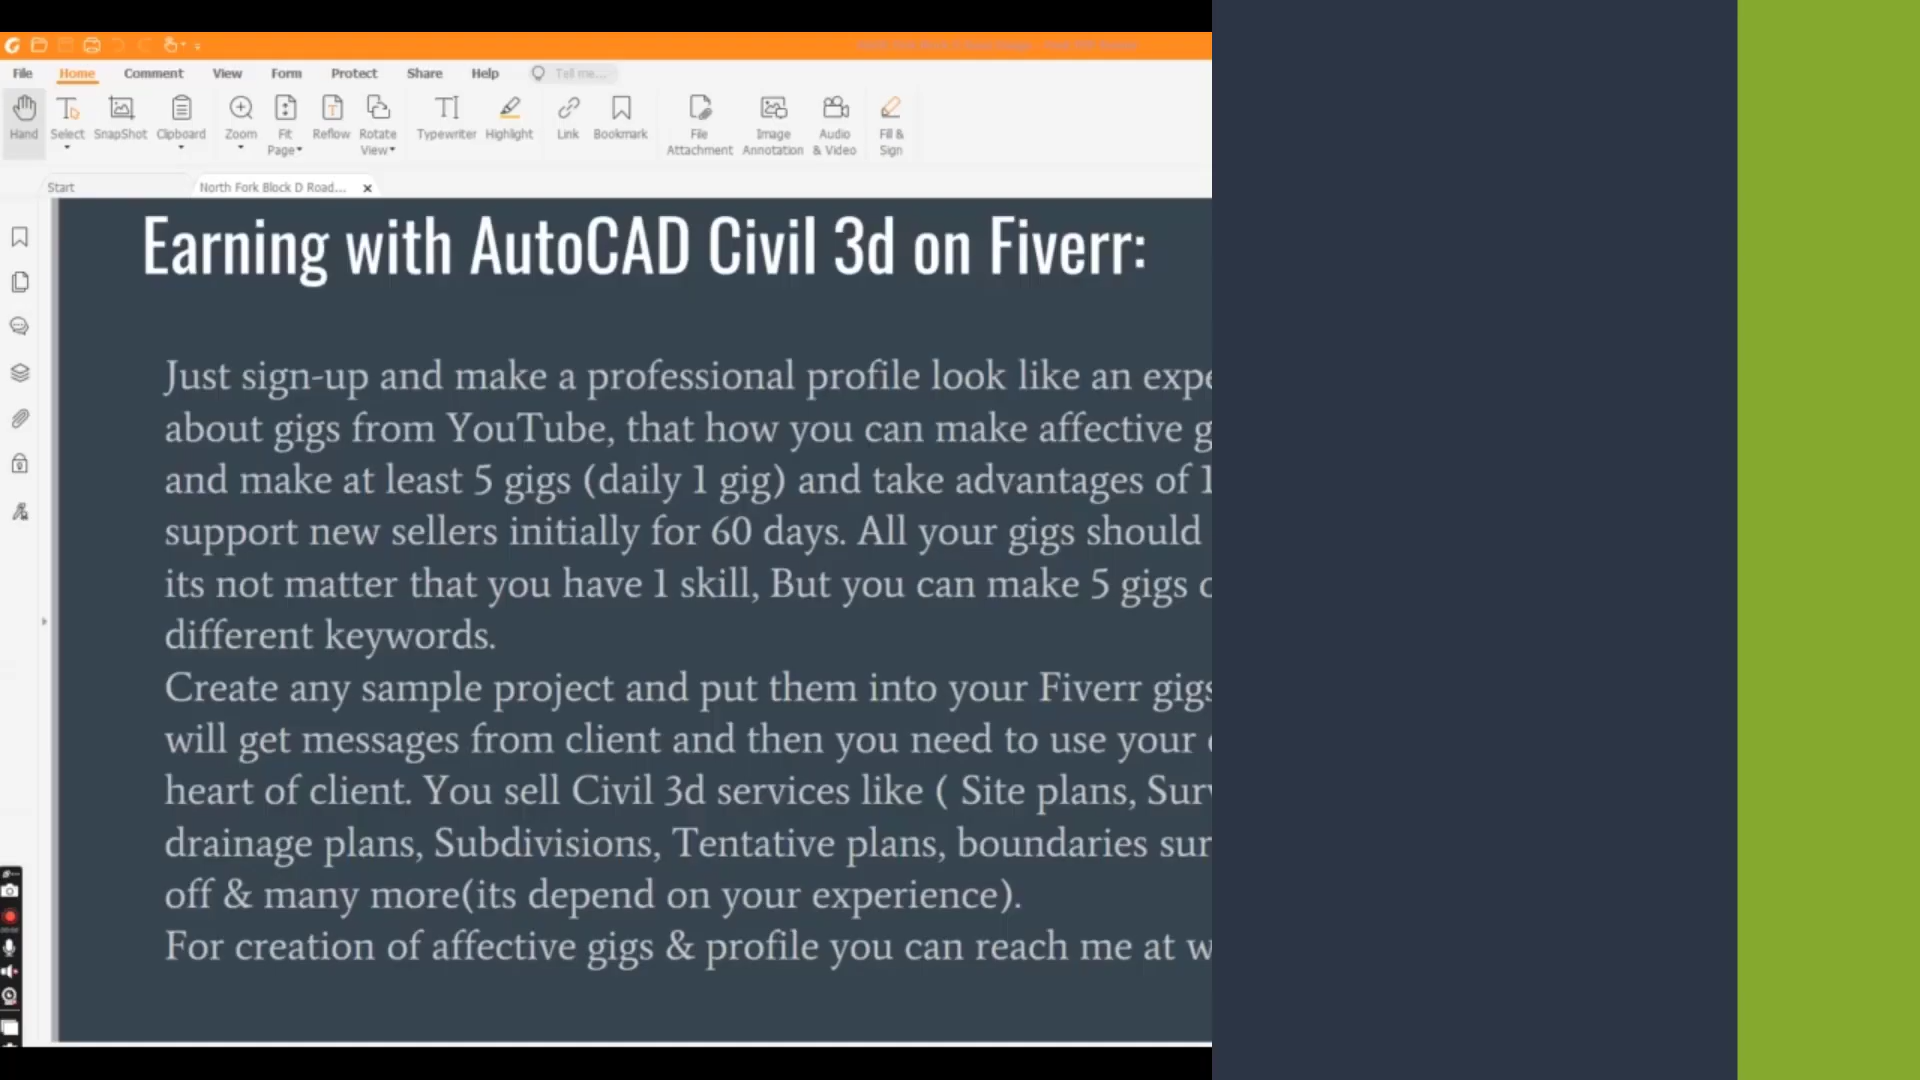 File Home Comment View Form Protect Share Help Tell me...
Hand Select SnapShot Clipboard Zoom Fit Page Reflow Rotate View Typewriter Highlight Link Bookmark File Attachment Image Annotation Audio & Video Fill & Sign
Start North Fork Block D Road...
Earning with AutoCAD Civil 3d on Fiverr:
Just sign-up and make a professional profile look like an
about gigs from YouTube, that how you can make affective
and make at least 5 gigs (daily 1 gig) and take advantages of
support new sellers initially for 60 days. All your gigs should
its not matter that you have 1 skill, But you can make 5 gigs
different keywords.
Create any sample project and put them into your Fiverr gigs
will get messages from client and then you need to use your
heart of client. You sell Civil 3d services like ( Site plans,
drainage plans, Subdivisions, Tentative plans, boundaries
off & many more(its depend on your experience).
For creation of affective gigs & profile you can reach me at